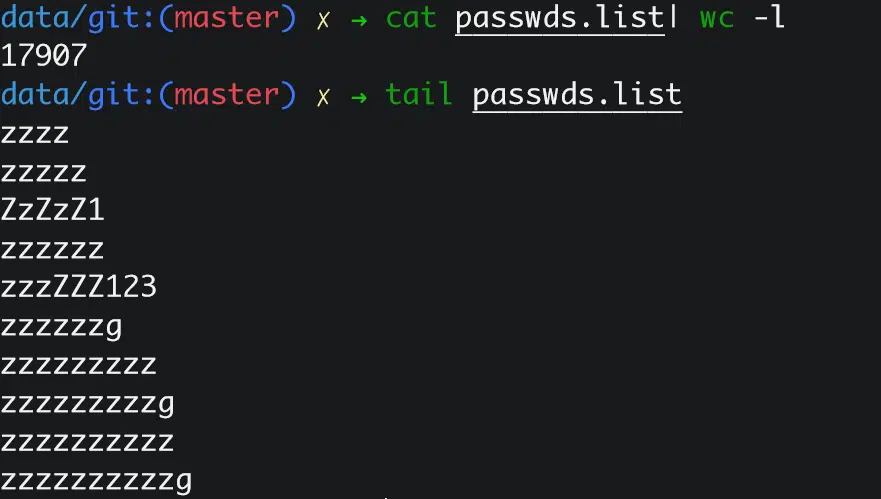 data/git:(master) ✗ → cat passwds.list| wc -l
17907
data/git:(master) ✗ → tail passwds.list
zzzz
zzzzz
ZzZzZ1
zzzzzz
zzzZZZ123
zzzzzzg
zzzzzzzzz
zzzzzzzzzg
zzzzzzzzzz
zzzzzzzzzzg